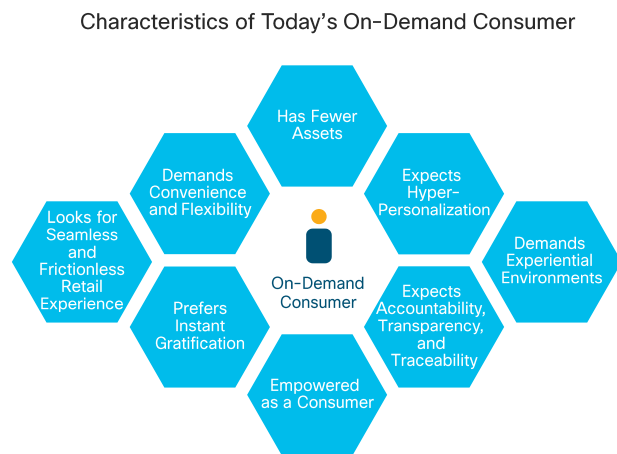 Characteristics of Today's On-Demand Consumer
Has Fewer
Assets
Demands
Convenience
and Flexibility
Expects
Hyper-
Personalization
Looks for
Seamless
and
Frictionless
Retail
Experience
On-Demand
Consumer
Demands
Experiential
Environments
Prefers
Instant
Gratification
Expects
Accountability,
Transparency,
and
Traceability
Empowered
as a Consumer